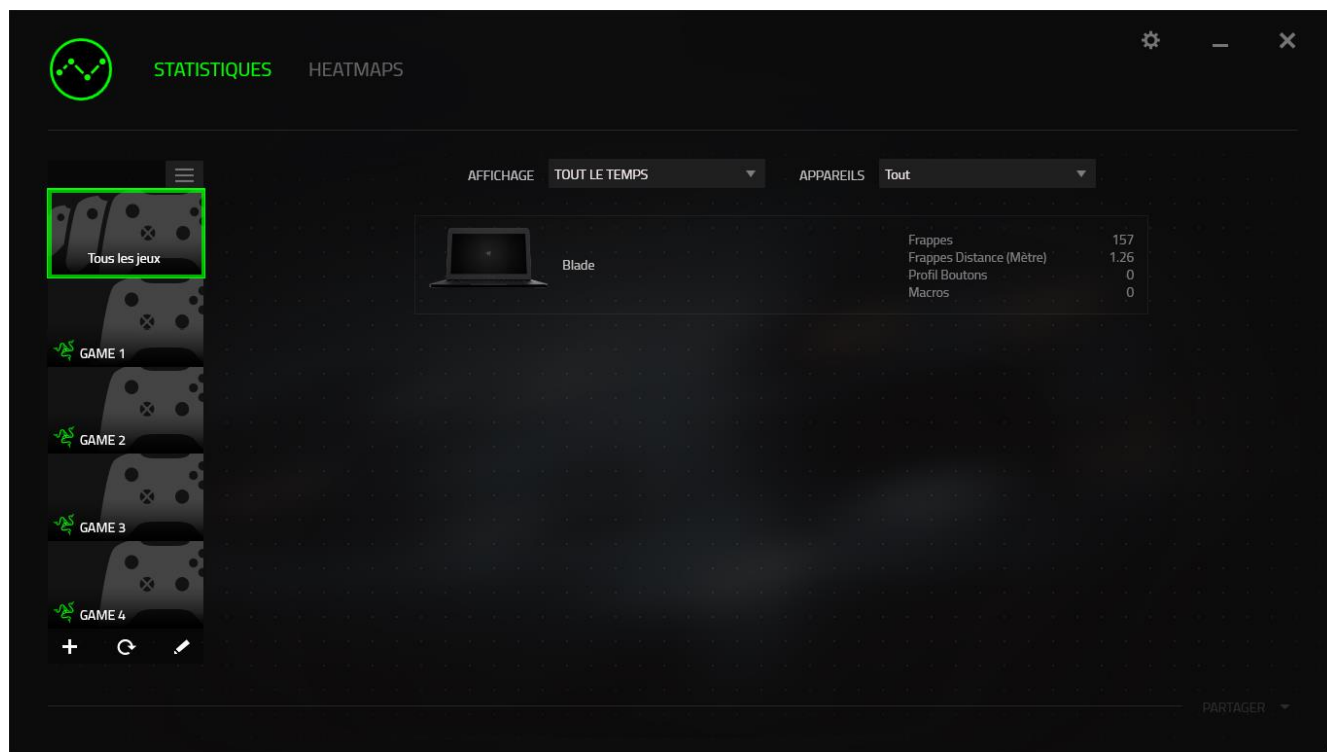 STATISTIQUES HEATMAPS
AFFICHAGE TOUT LE TEMPS APPAREILS Tout
Tous les jeux
Blade
Frappes 157
Frappes Distance (Mètre) 1.26
Profil Boutons 0
Macros 0
GAME 1
GAME 2
GAME 3
GAME 4
PARTAGER